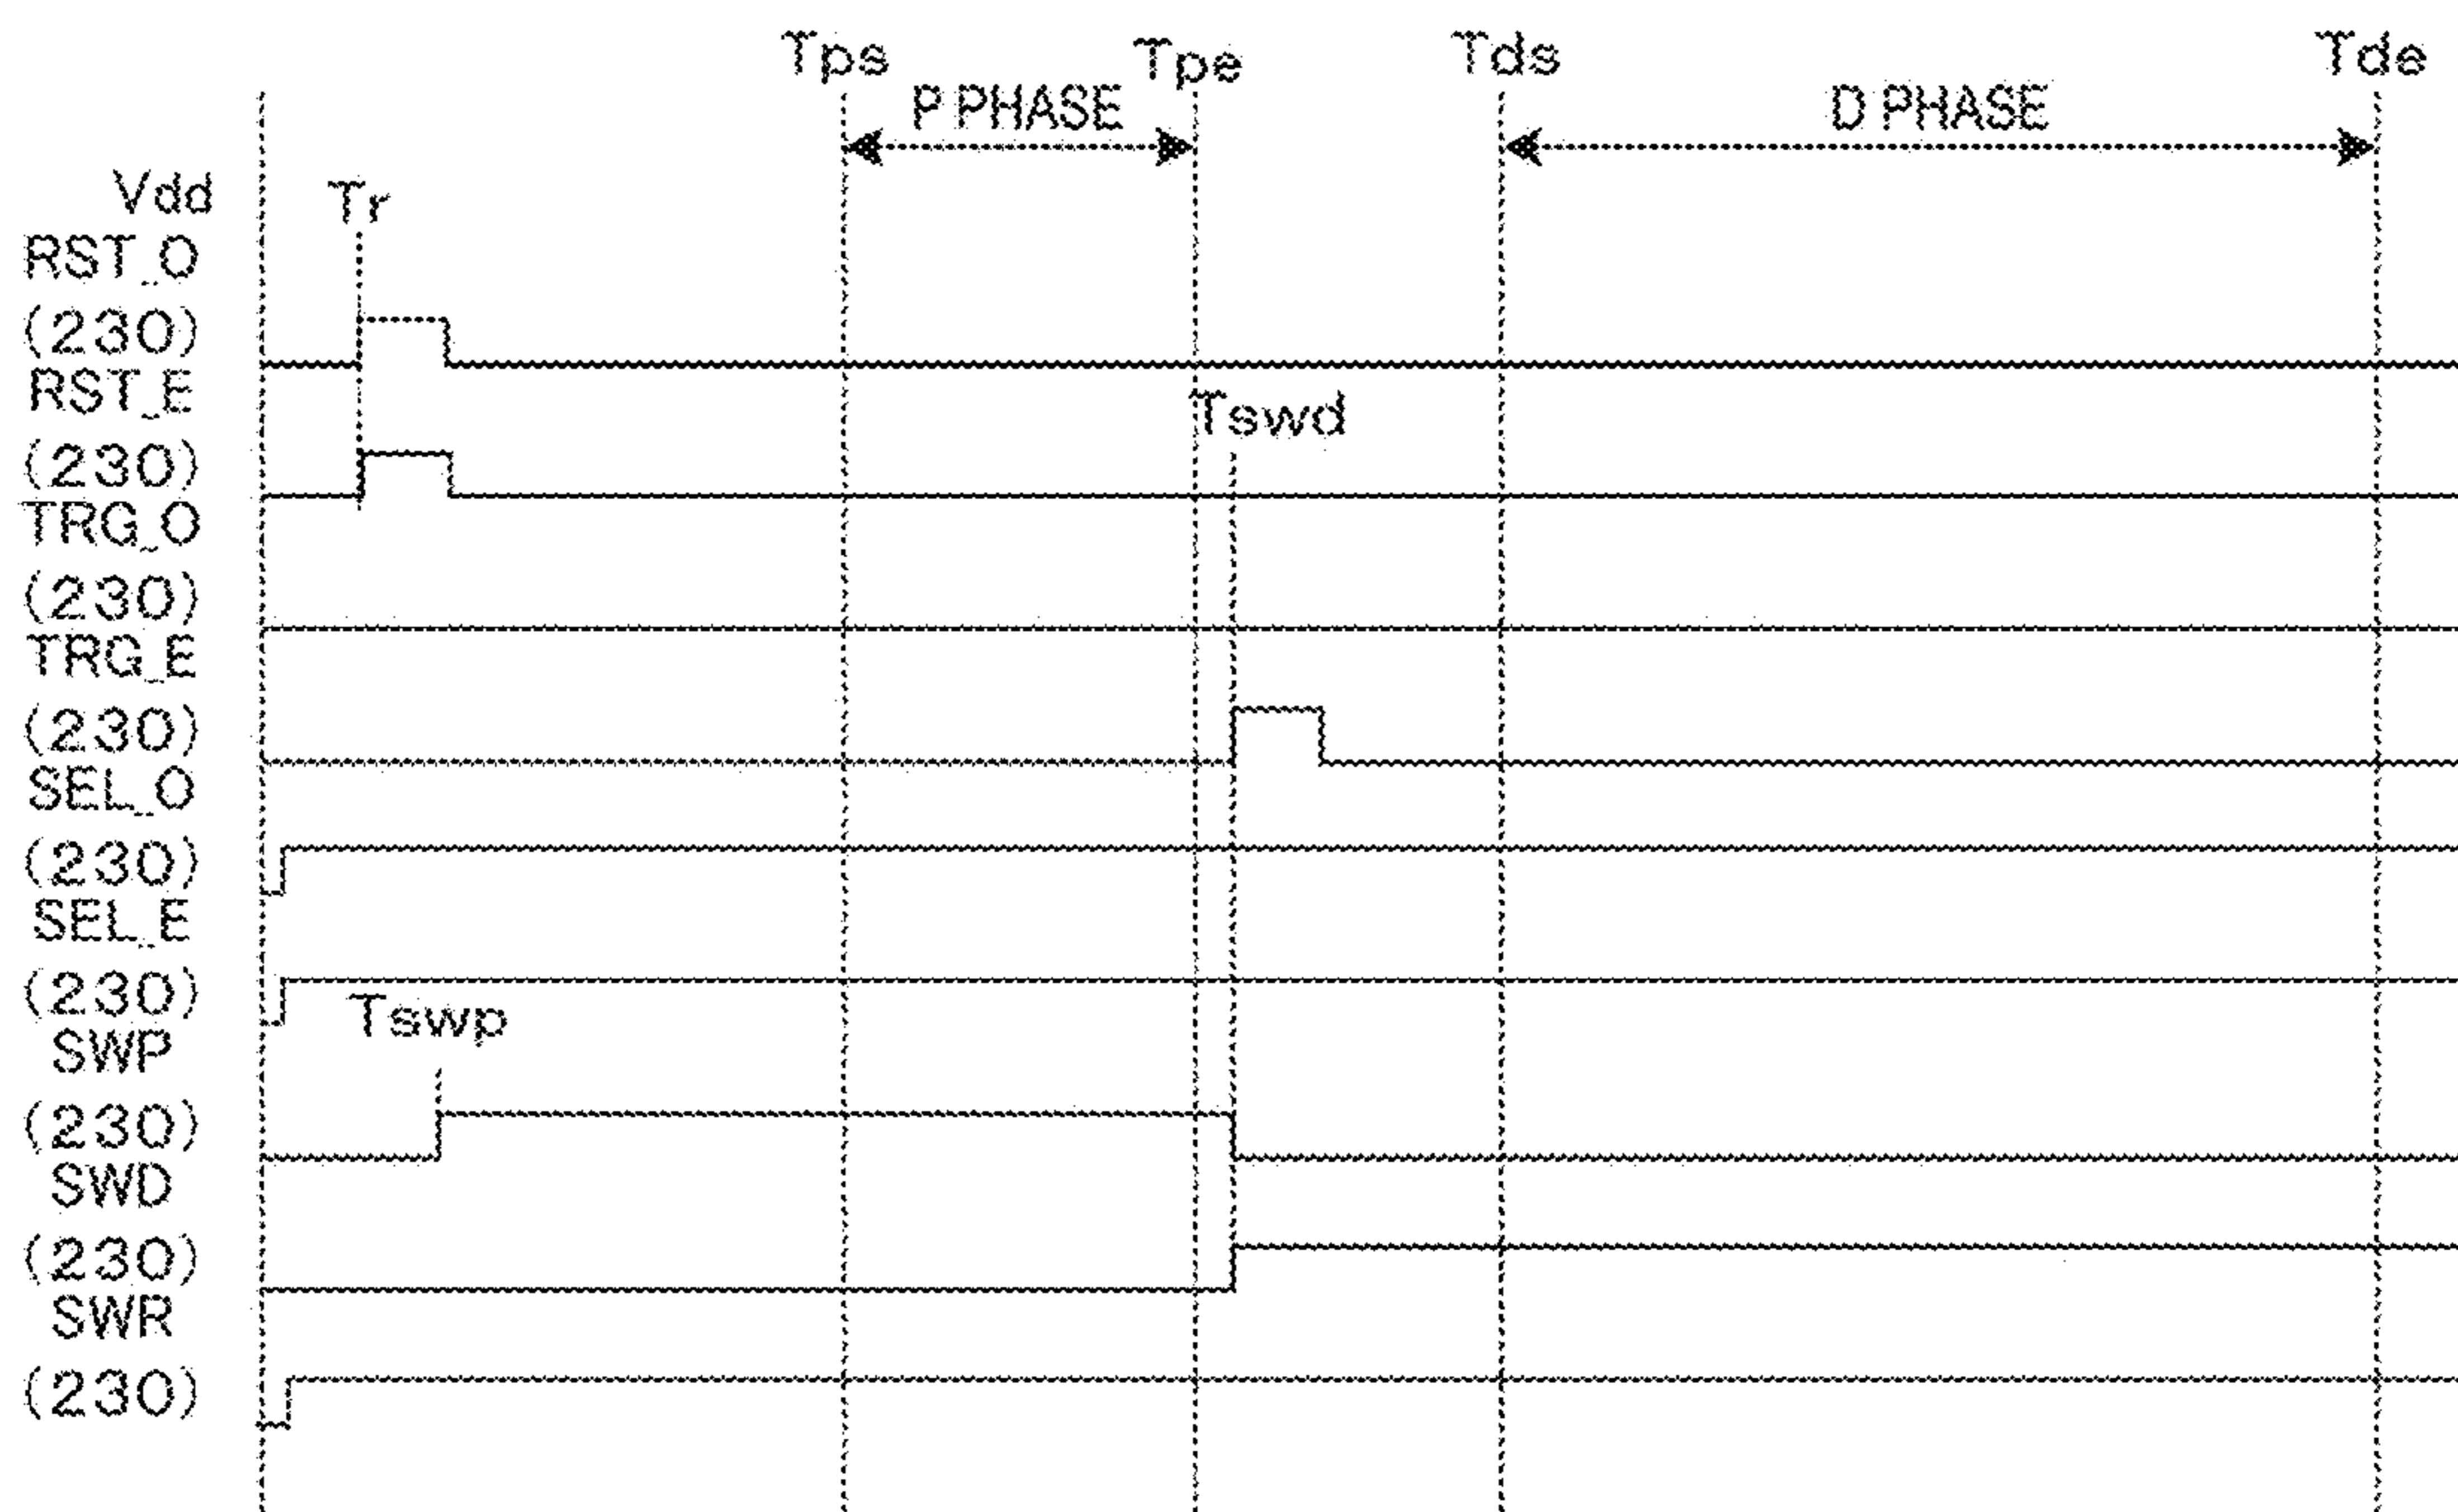 Tps
Tpe
Tds
Tde
P PHASE
D PHASE
Vdd
Tr
RST_O
(230)
RST_E
Tswd
(230)
TRG_O
(230)
TRG_E
(230)
SEL_O
(230)
SEL_E
(230)
Tswp
SWP
(230)
SWD
(230)
SWR
(230)